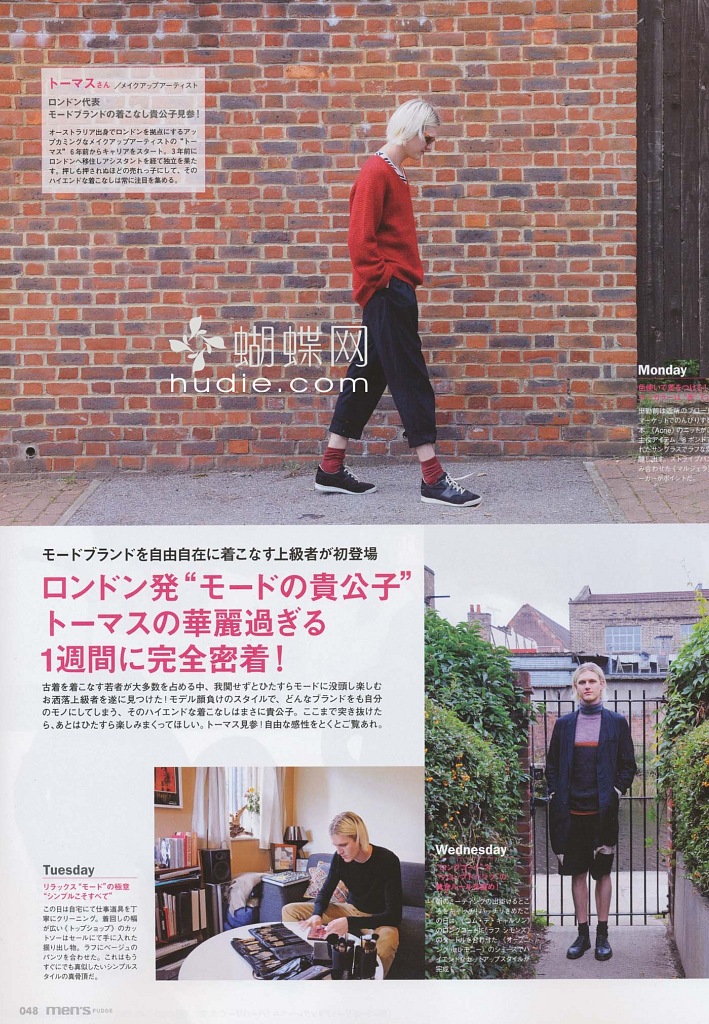 トーマスさん／メイクアップアーティスト
ロンドン代表
モードブランドの着こなし貴公子見参！
オーストラリア出身でロンドンを拠点にするアッ
プカミングなメイクアップアーティストの“トー
マス” 6年前からキャリアをスタート。3年前に
ロンドンへ移住しアシスタントを経て独立を果た
す。押しも押されぬほどの売れっ子にして、その
ハイエンドな着こなしは常に注目を集める。
蝴蝶网
hudie.com
Monday
モードブランドを自由自在に着こなす上級者が初登場
ロンドン発“モードの貴公子”
トーマスの華麗過ぎる
1週間に完全密着！
古着を着こなす若者が大多数を占める中、我関せずとひたすらモードに没頭し楽しむ
お洒落上級者を遂に見つけた！モデル顔負けのスタイルで、どんなブランドをも自分
のモノにしてしまう、そのハイエンドな着こなしはまさに貴公子。ここまで突き抜けた
ら、あとはひたすら楽しみまくってほしい。トーマス見参！自由な感性をとくとご覧あれ。
Tuesday
リラックス“モード”の極意
“シンプルこそすべて”
この日は自宅にて仕事道具を丁
寧にクリーニング。着回しの幅
が広い〈トップショップ〉のカッ
トソーはセールにて手に入れた
掘り出し物。ラフにベージュの
パンツを合わせた。これはもう
すぐにでも真似したいシンプルス
タイルの真骨頂だ。
Wednesday
048 men's PUDGE